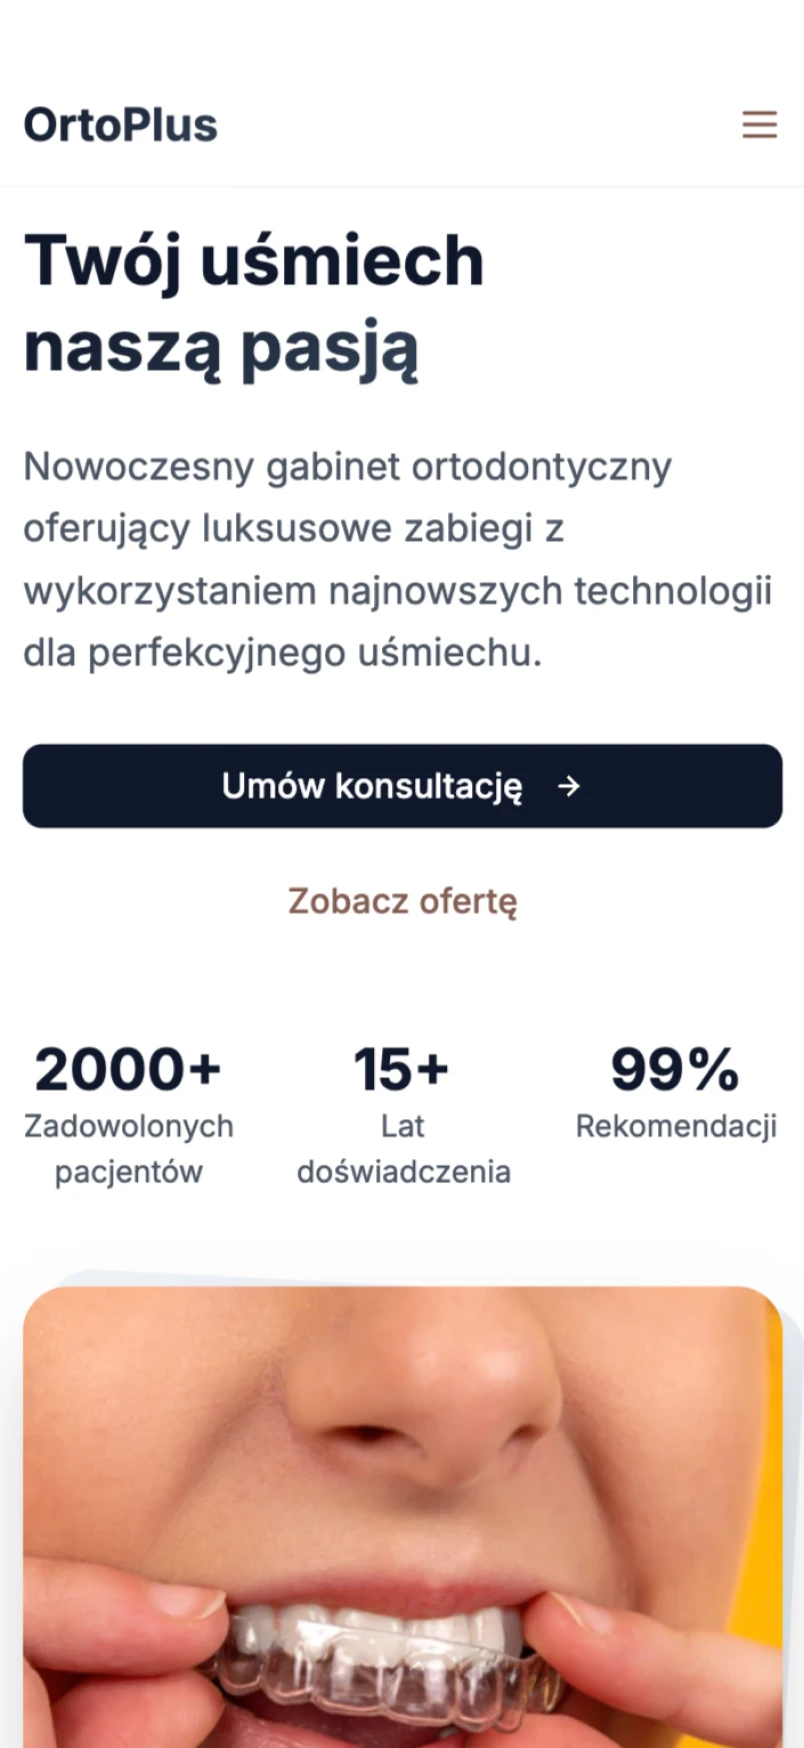 OrtoPlus
Twój uśmiech
naszą pasją
Nowoczesny gabinet ortodontyczny
oferujący luksusowe zabiegi z
wykorzystaniem najnowszych technologii
dla perfekcyjnego uśmiechu.
Umów konsultację →
Zobacz ofertę
2000+
Zadowolonych
pacjentów
15+
Lat
doświadczenia
99%
Rekomendacji